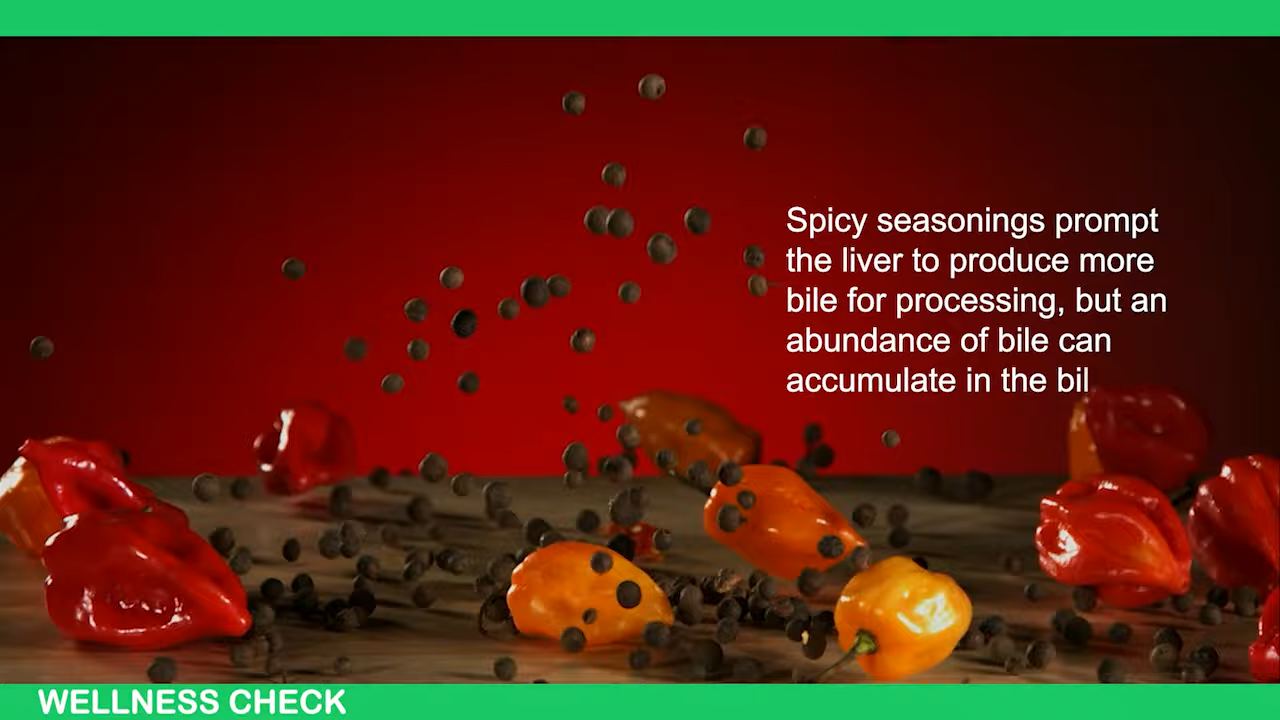 Spicy seasonings prompt
the liver to produce more
bile for processing, but an
abundance of bile can
accumulate in the bil
WELLNESS CHECK